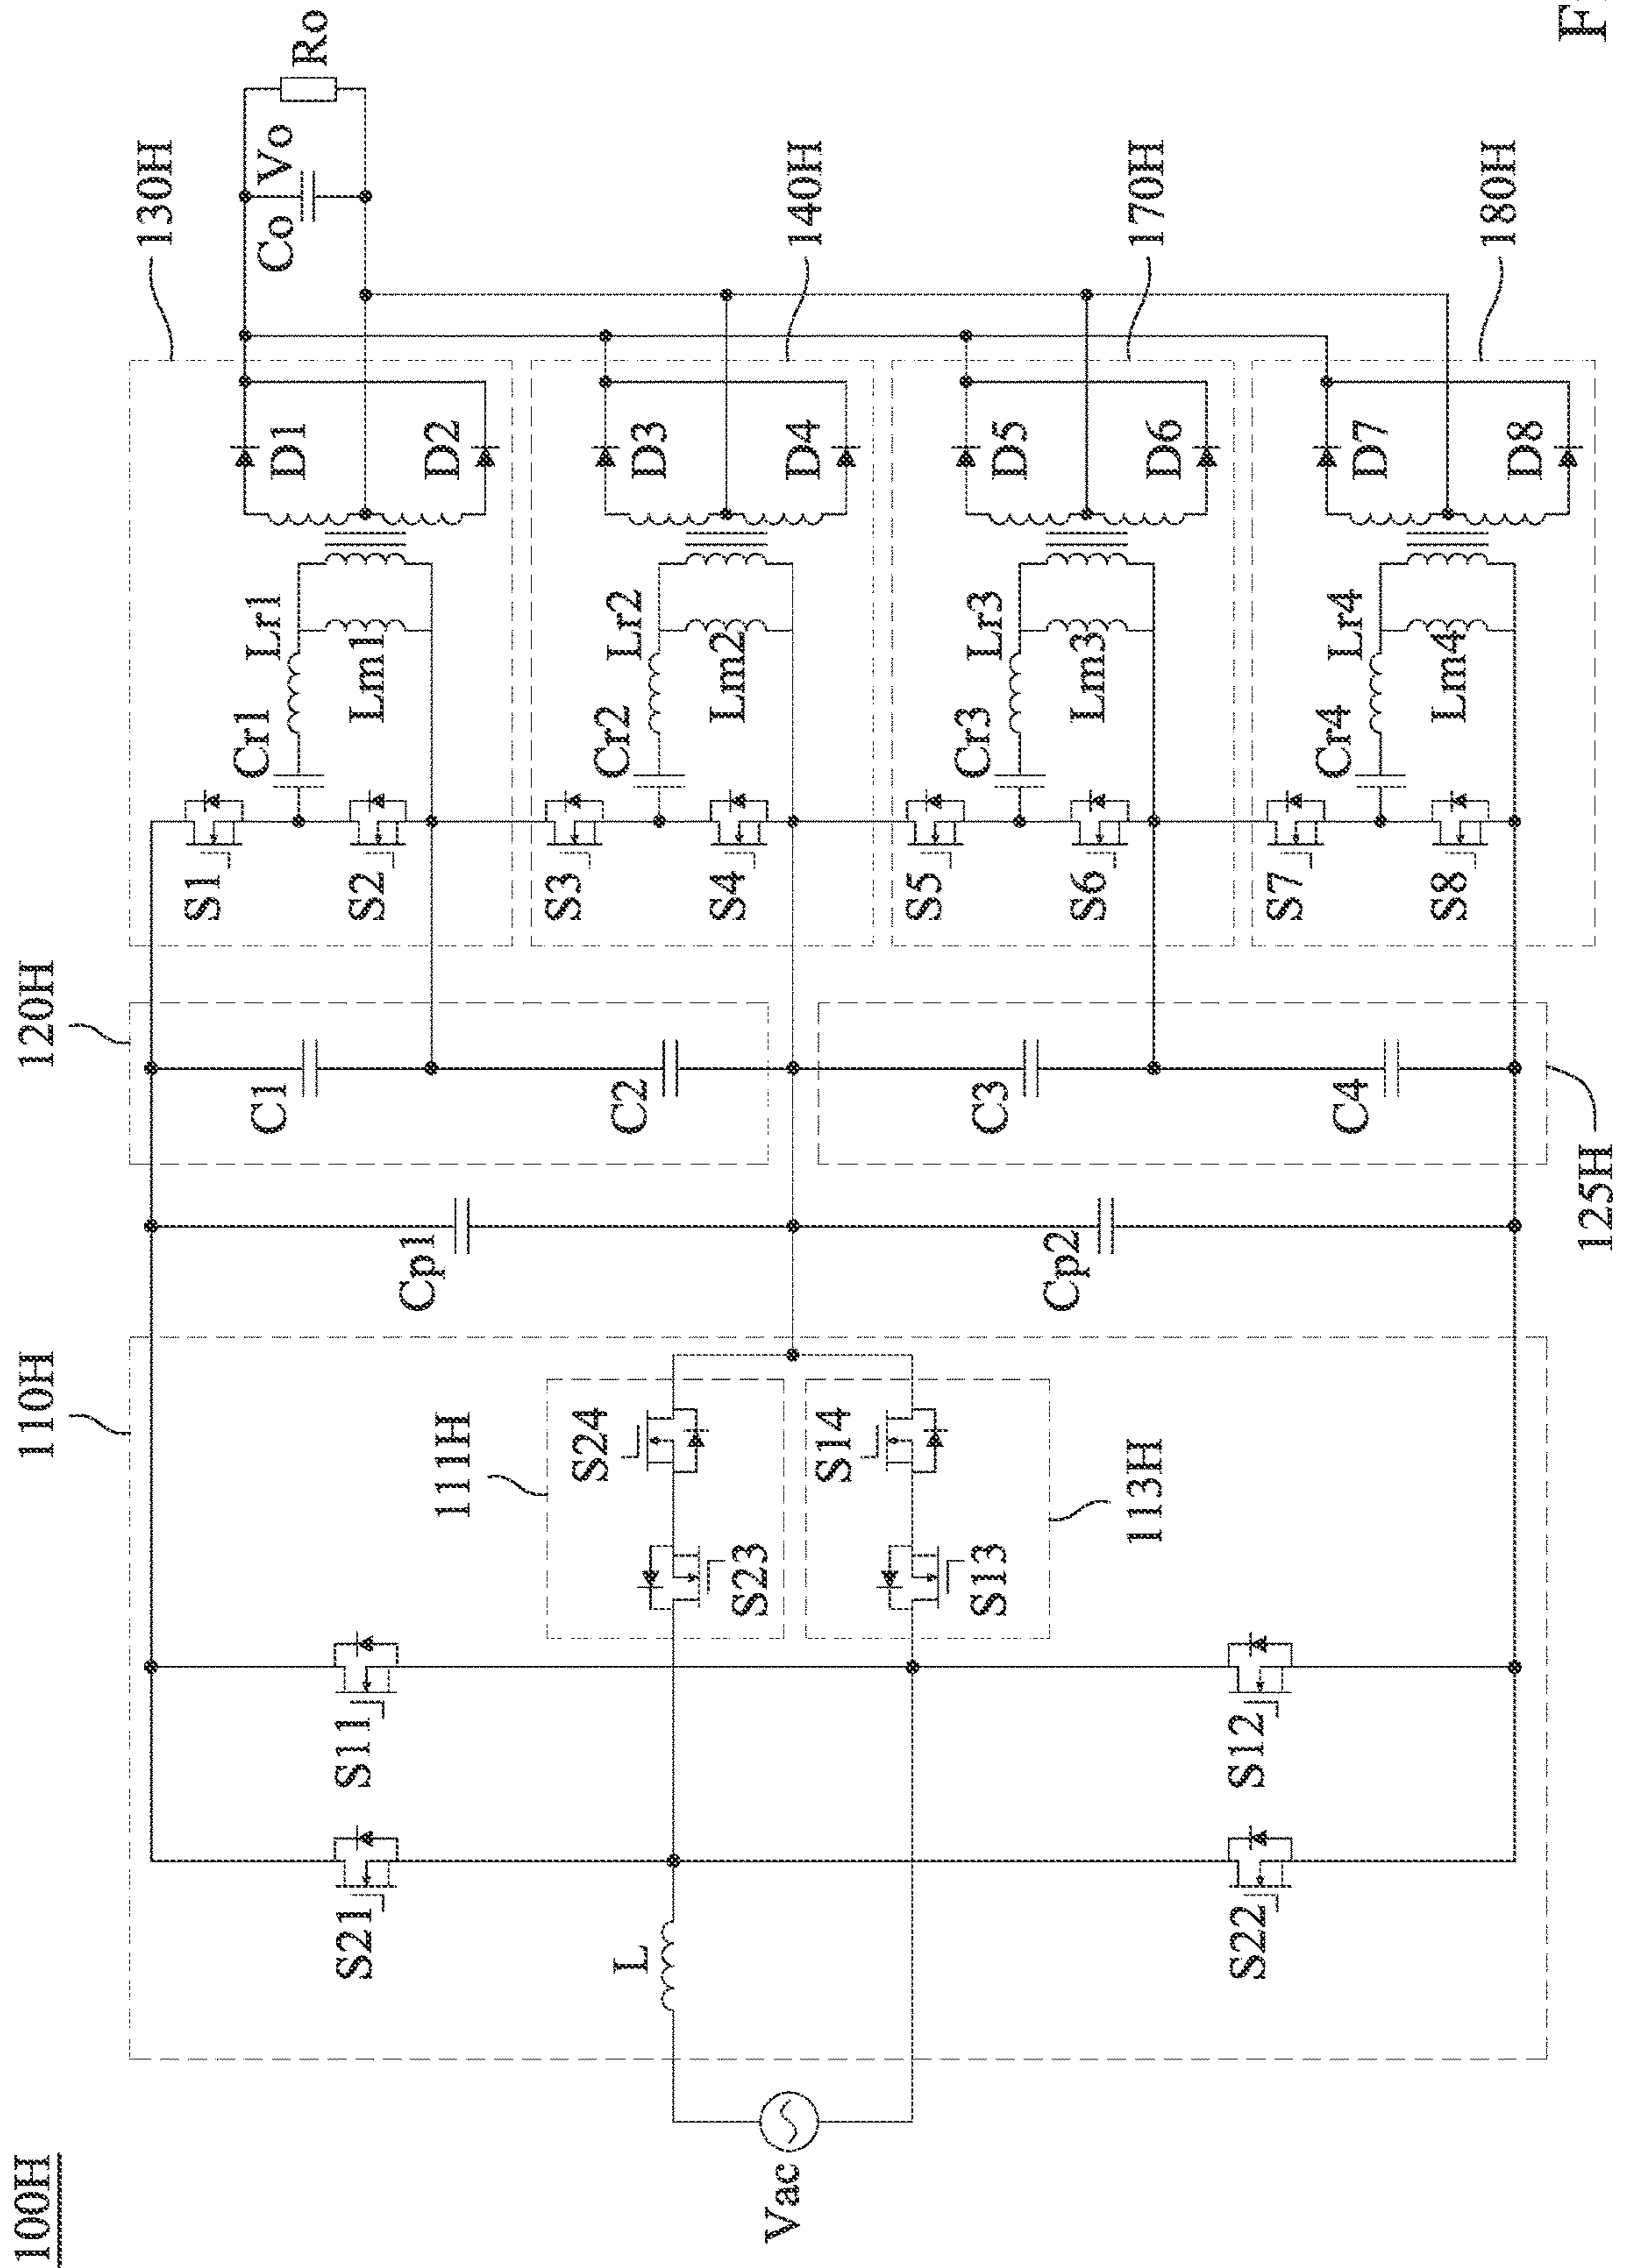 100H
110H
120H
130H
Ro
Vo
Co
S1
Cr1
Lr1
D1
S2
Lm1
D2
C1
Cp1
S21
S11
111H
S24
S23
L
C2
S3
Cr2
Lr2
D3
S4
Lm2
D4
140H
Vac
S14
S13
113H
Cp2
C3
S5
Cr3
Lr3
D5
S6
Lm3
D6
170H
S22
S12
C4
125H
S7
Cr4
Lr4
D7
S8
Lm4
D8
180H
F